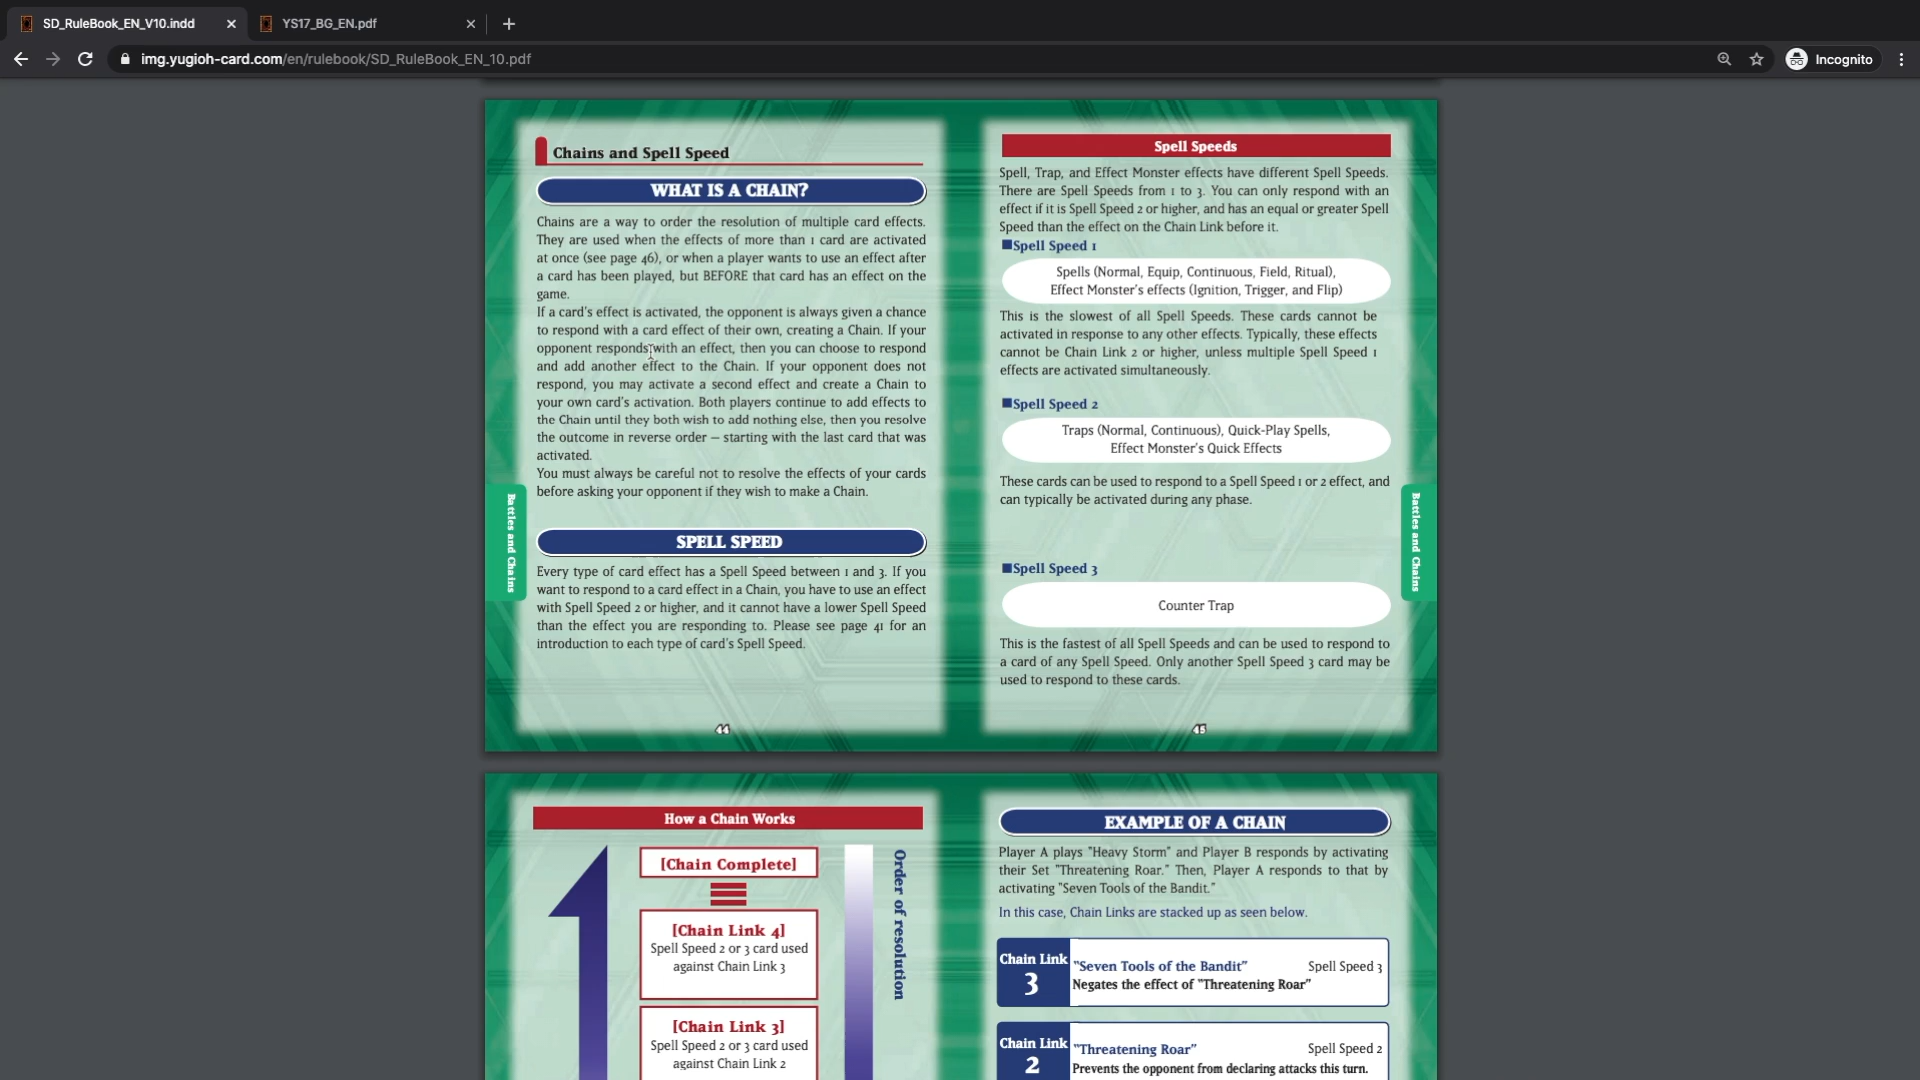 SD_RuleBook_EN_V10.indd
YS17_BG_EN.pdf
img.yugioh-card.com/en/rulebook/SD_RuleBook_EN_10.pdf
Incognito
Chains and Spell Speed
WHAT IS A CHAIN?
Chains are a way to order the resolution of multiple card effects.
They are used when the effects of more than 1 card are activated
at once (see page 46), or when a player wants to use an effect after
a card has been played, but BEFORE that card has an effect on the
game.
If a card's effect is activated, the opponent is always given a chance
to respond with a card effect of their own, creating a Chain. If your
opponent responds with an effect, then you can choose to respond
and add another effect to the Chain. If your opponent does not
respond, you may activate a second effect and create a Chain to
your own card's activation. Both players continue to add effects to
the Chain until they both wish to add nothing else, then you resolve
the outcome in reverse order — starting with the last card that was
activated.
You must always be careful not to resolve the effects of your cards
before asking your opponent if they wish to make a Chain.
SPELL SPEED
Every type of card effect has a Spell Speed between 1 and 3. If you
want to respond to a card effect in a Chain, you have to use an effect
with Spell Speed 2 or higher, and it cannot have a lower Spell Speed
than the effect you are responding to. Please see page 41 for an
introduction to each type of card's Spell Speed.
Battles and Chains
44
Spell Speeds
Spell, Trap, and Effect Monster effects have different Spell Speeds.
There are Spell Speeds from 1 to 3. You can only respond with an
effect if it is Spell Speed 2 or higher, and has an equal or greater Spell
Speed than the effect on the Chain Link before it.
■Spell Speed 1
Spells (Normal, Equip, Continuous, Field, Ritual),
Effect Monster's effects (Ignition, Trigger, and Flip)
This is the slowest of all Spell Speeds. These cards cannot be
activated in response to any other effects. Typically, these effects
cannot be Chain Link 2 or higher, unless multiple Spell Speed 1
effects are activated simultaneously.
■Spell Speed 2
Traps (Normal, Continuous), Quick-Play Spells,
Effect Monster's Quick Effects
These cards can be used to respond to a Spell Speed 1 or 2 effect, and
can typically be activated during any phase.
■Spell Speed 3
Counter Trap
This is the fastest of all Spell Speeds and can be used to respond to
a card of any Spell Speed. Only another Spell Speed 3 card may be
used to respond to these cards.
Battles and Chains
45
How a Chain Works
[Chain Complete]
[Chain Link 4]
Spell Speed 2 or 3 card used
against Chain Link 3
[Chain Link 3]
Spell Speed 2 or 3 card used
against Chain Link 2
Order of resolution
EXAMPLE OF A CHAIN
Player A plays "Heavy Storm" and Player B responds by activating
their Set "Threatening Roar." Then, Player A responds to that by
activating "Seven Tools of the Bandit."
In this case, Chain Links are stacked up as seen below.
Chain Link
3
"Seven Tools of the Bandit" Spell Speed 3
Negates the effect of "Threatening Roar"
Chain Link
2
"Threatening Roar" Spell Speed 2
Prevents the opponent from declaring attacks this turn.